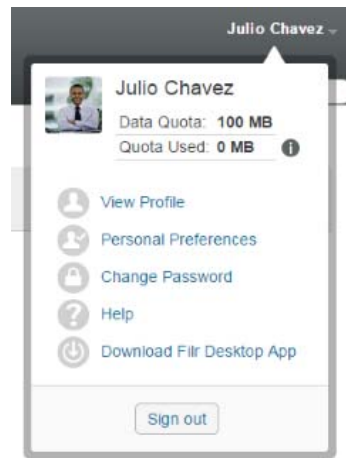 Julio Chavez
Julio Chavez
Data Quota: 100 MB
Quota Used: 0 MB
View Profile
Personal Preferences
Change Password
Help
Download Filr Desktop App
Sign out